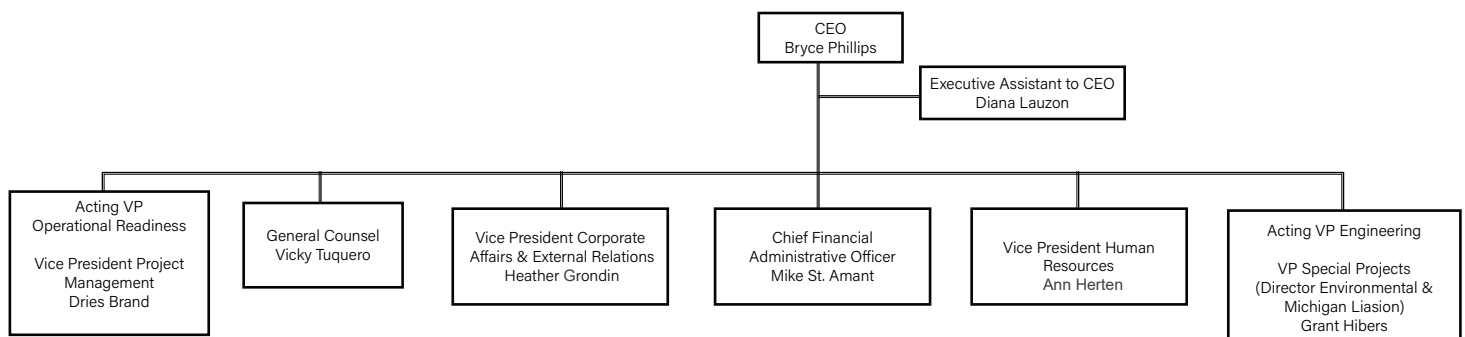 CEO
Bryce Phillips
Executive Assistant to CEO
Diana Lauzon
Acting VP
Operational Readiness
Vice President Project
Management
Dries Brand
General Counsel
Vicky Tuquero
Vice President Corporate
Affairs & External Relations
Heather Grondin
Chief Financial
Administrative Officer
Mike St. Amant
Vice President Human
Resources
Ann Herten
Acting VP Engineering
VP Special Projects
(Director Environmental &
Michigan Liasion)
Grant Hibers